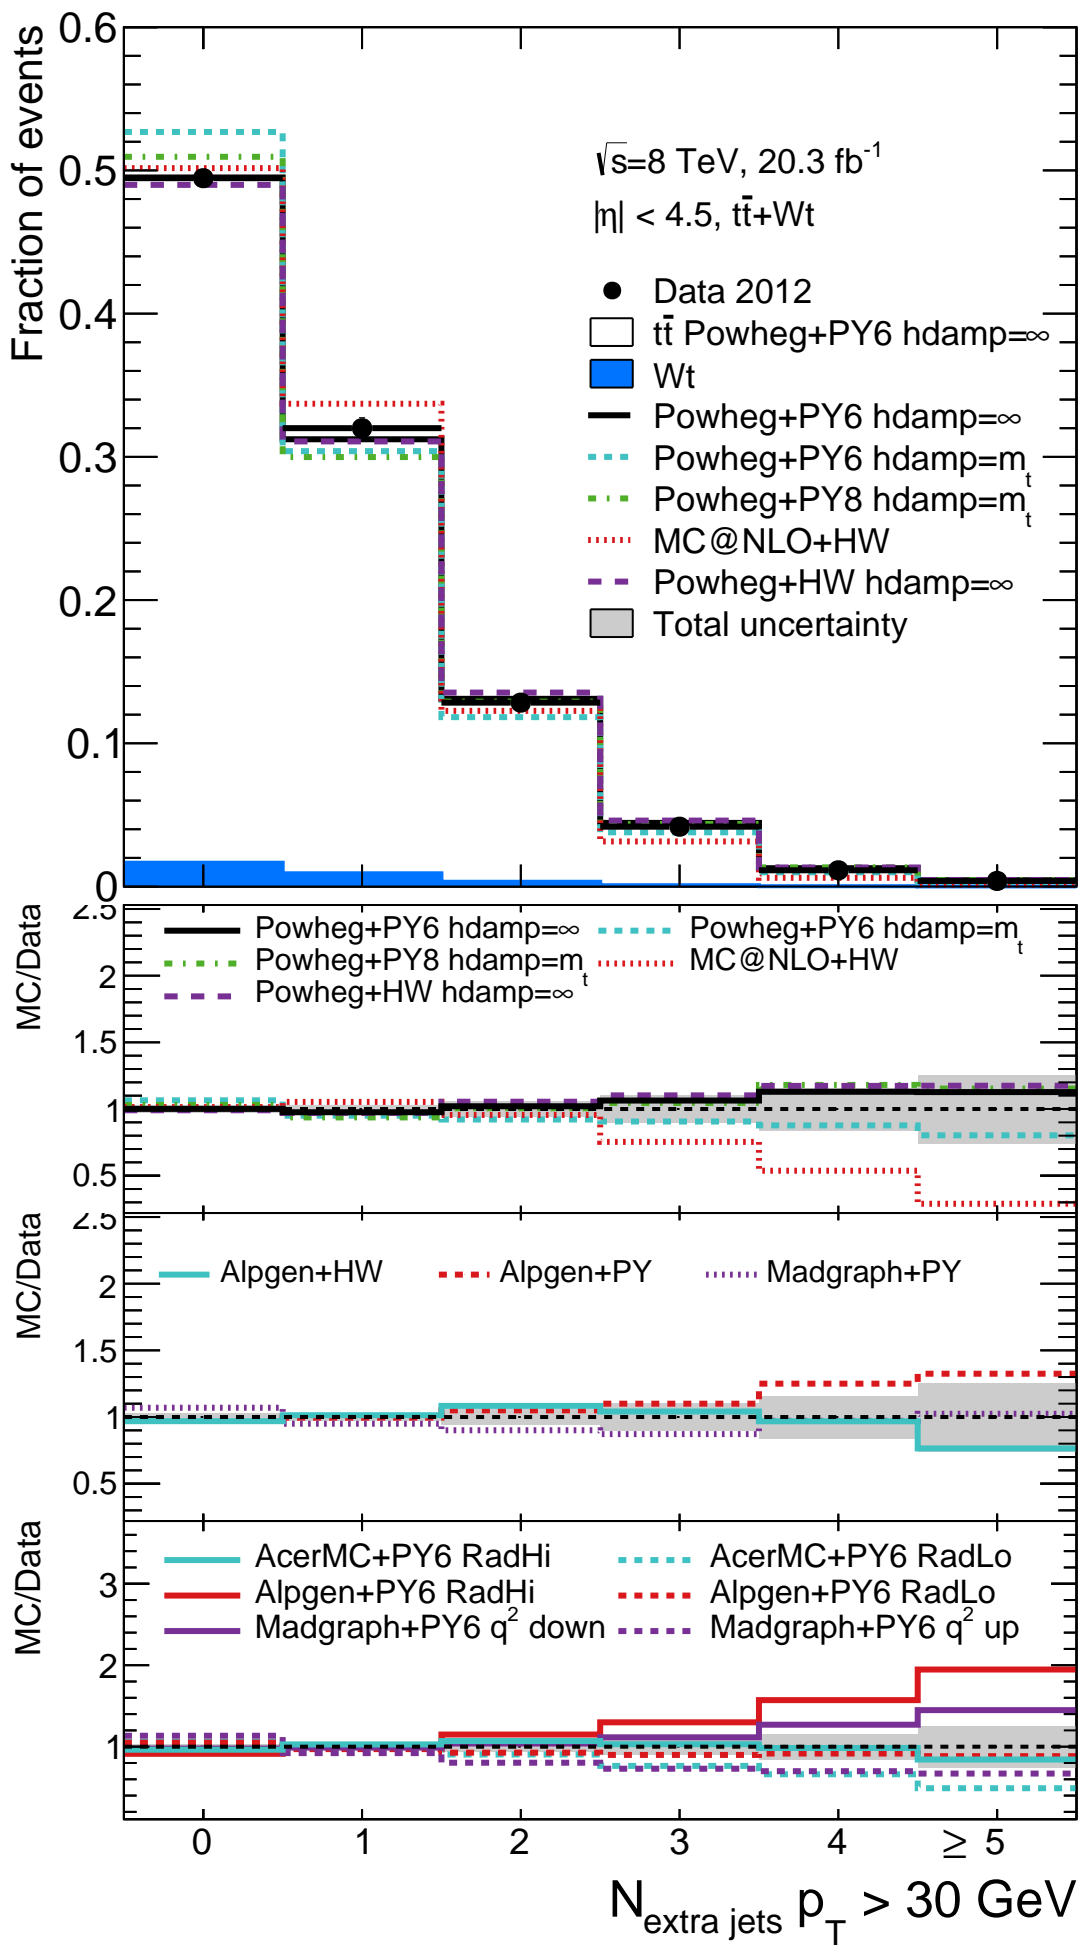 Fraction of events
0.6
0.5
0.4
0.3
0.2
0.1
0
√s=8 TeV, 20.3 fb⁻¹
|η| < 4.5, tt̄+Wt
Data 2012
tt̄ Powheg+PY6 hdamp=∞
Wt
Powheg+PY6 hdamp=∞
Powheg+PY6 hdamp=mₜ
Powheg+PY8 hdamp=mₜ
MC@NLO+HW
Powheg+HW hdamp=∞
Total uncertainty
MC/Data
2.5
2
1.5
1
0.5
Powheg+PY6 hdamp=∞ Powheg+PY6 hdamp=mₜ
Powheg+PY8 hdamp=mₜ MC@NLO+HW
Powheg+HW hdamp=∞
MC/Data
2.5
2
1.5
1
0.5
Alpgen+HW Alpgen+PY Madgraph+PY
MC/Data
3
2
1
AcerMC+PY6 RadHi AcerMC+PY6 RadLo
Alpgen+PY6 RadHi Alpgen+PY6 RadLo
Madgraph+PY6 q² down Madgraph+PY6 q² up
0 1 2 3 4 ≥ 5
N_extra jets p_T > 30 GeV